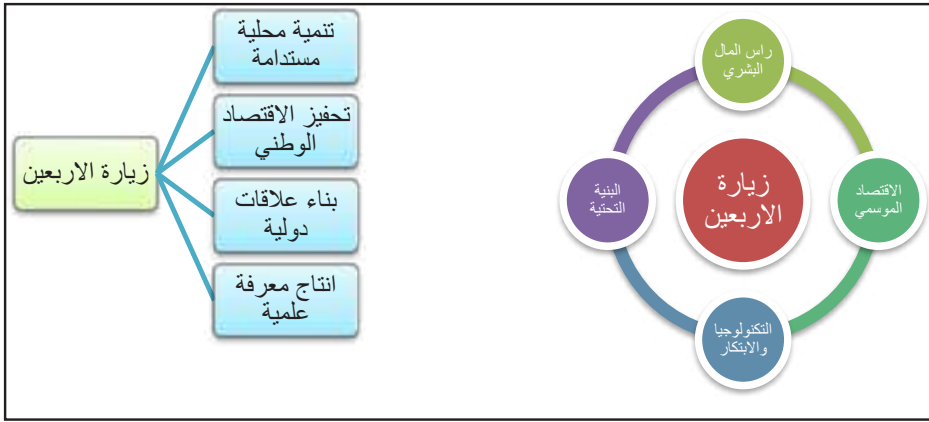 راس المال
البشري
الاقتصاد
الموسمي
زيارة
الاربعين
البنية
التحتية
التكنولوجيا
والابتكار
تنمية محلية
مستدامة
تحفيز الاقتصاد
الوطني
زيارة الاربعين
بناء علاقات
دولية
انتاج معرفة
علمية